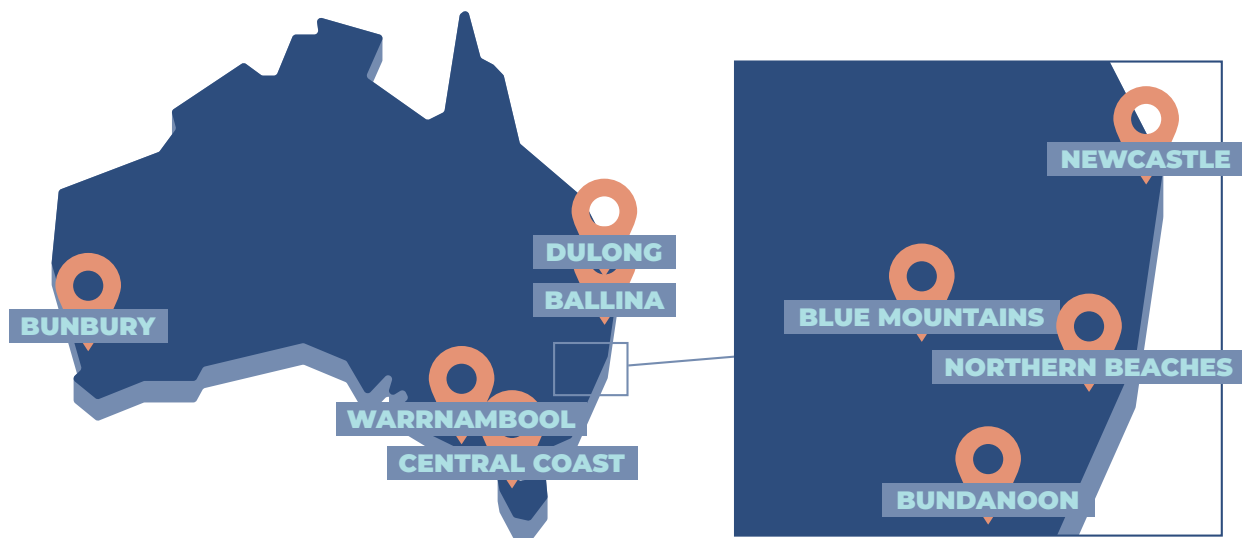 DULONG
BALLINA
BUNBURY
WARRNAMBOOL
CENTRAL COAST
NEWCASTLE
BLUE MOUNTAINS
NORTHERN BEACHES
BUNDANOON